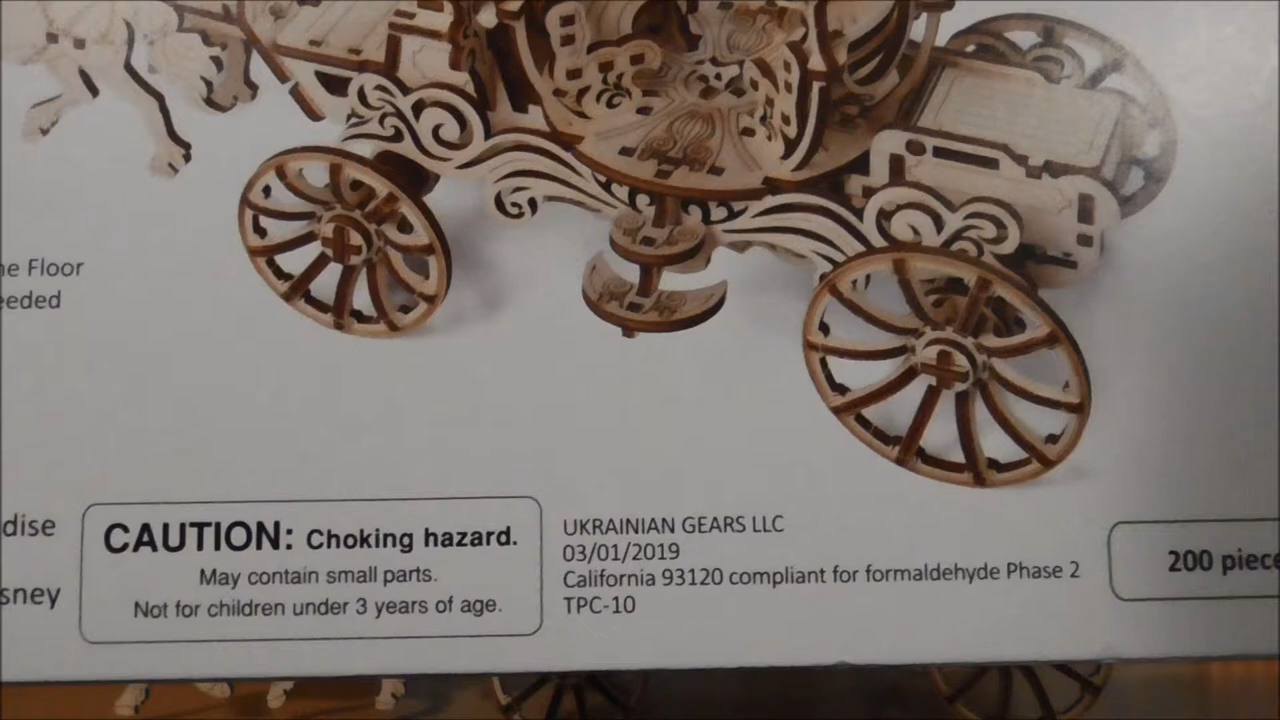 ne Floor
eeded
dise
sney
CAUTION: Choking hazard.
May contain small parts.
Not for children under 3 years of age.
UKRAINIAN GEARS LLC
03/01/2019
California 93120 compliant for formaldehyde Phase 2
TPC-10
200 piece